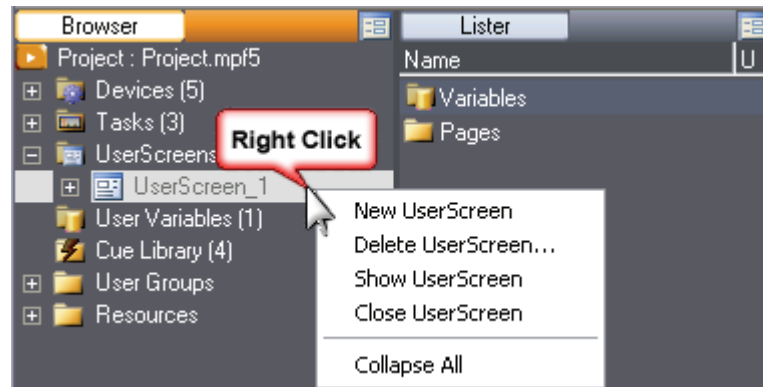 Browser
Lister
Project : Project.mpf5
Name
U
Devices (5)
Variables
Tasks (3)
Pages
Right Click
UserScreens
UserScreen_1
New UserScreen
User Variables (1)
Delete UserScreen...
Cue Library (4)
Show UserScreen
User Groups
Close UserScreen
Resources
Collapse All